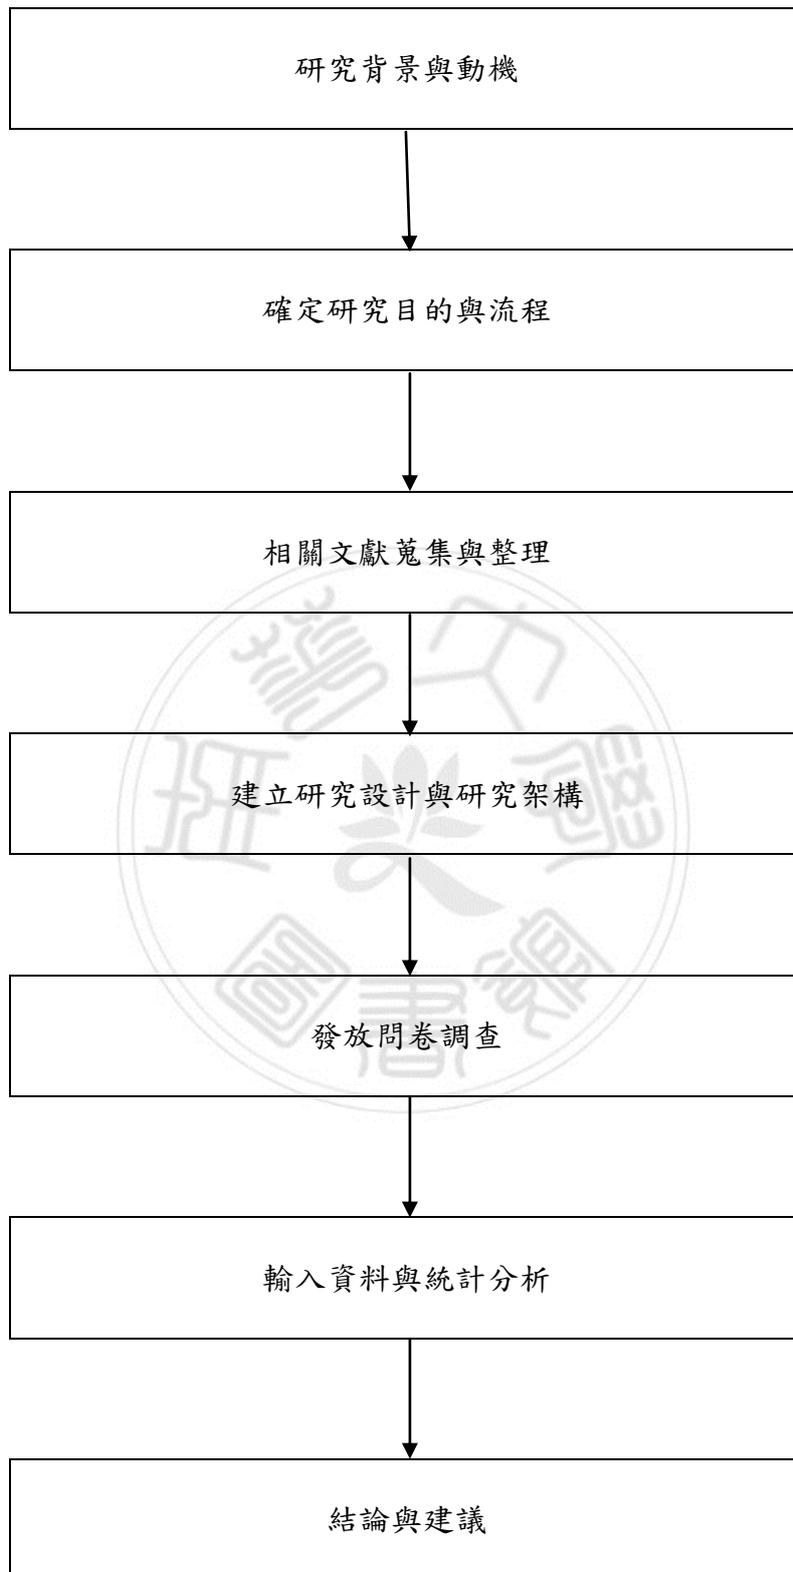 研究背景與動機
確定研究目的與流程
相關文獻蒐集與整理
建立研究設計與研究架構
發放問卷調查
輸入資料與統計分析
結論與建議